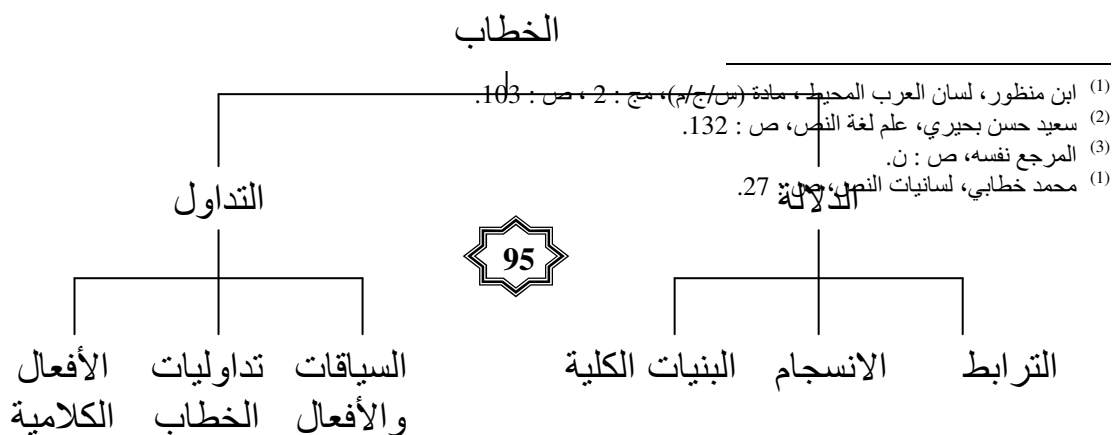 الخطاب
(1) ابن منظور، لسان العرب المحيط، مادة (س/ج/م)، مج : 2 ، ص : 103.
(2) سعيد حسن بحيري، علم لغة النص، ص : 132.
(3) المرجع نفسه، ص : ن.
(1) محمد خطابي، لسانيات النص، ص : 27.
الدلالة التداول
95
الترابط الانسجام البنيات الكلية السياقات تداوليات الأفعال
والأفعال الخطاب الكلامية